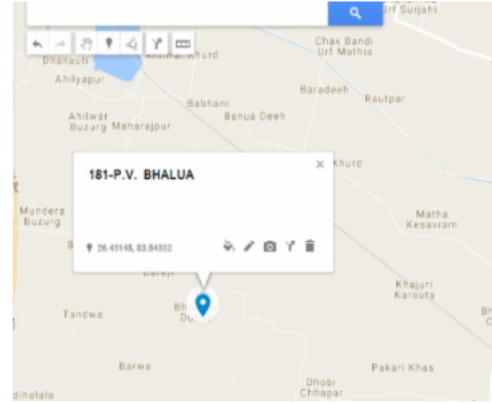 Urf Surjahi
Chak Bandi
Urf Mathia
Dhanauti
Khurd
Ahilyapur
Baradeeh
Rautpar
Babhani
Ahilwar
Buzurg
Maharajpur
Banua Deeh
181-P.V. BHALUA
×
Khurd
Mundera
Buzurg
Matha
Kesavram
26.43145, 83.84302
Khajuri
Karouta
Tandwa
Barwa
Pakari Khas
Dhobi
Chhapar